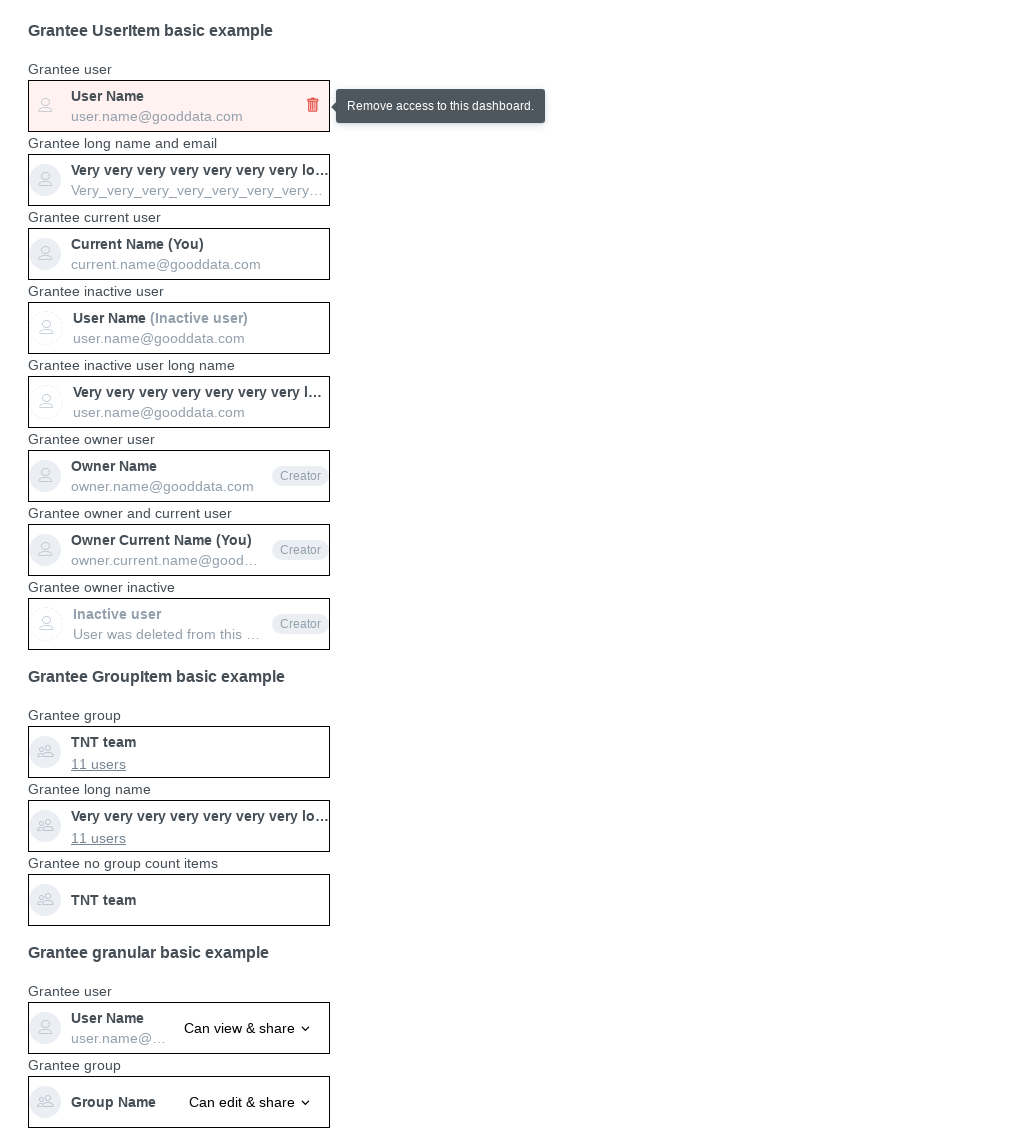 Grantee UserItem basic example
Grantee user
User Name
user.name@gooddata.com
Remove access to this dashboard.
Grantee long name and email
Very very very very very very very lo…
Very_very_very_very_very_very_very…
Grantee current user
Current Name (You)
current.name@gooddata.com
Grantee inactive user
User Name (Inactive user)
user.name@gooddata.com
Grantee inactive user long name
Very very very very very very very l…
user.name@gooddata.com
Grantee owner user
Owner Name
owner.name@gooddata.com
Creator
Grantee owner and current user
Owner Current Name (You)
owner.current.name@good…
Creator
Grantee owner inactive
Inactive user
User was deleted from this …
Creator
Grantee GroupItem basic example
Grantee group
TNT team
11 users
Grantee long name
Very very very very very very very lo…
11 users
Grantee no group count items
TNT team
Grantee granular basic example
Grantee user
User Name
user.name@…
Can view & share
Grantee group
Group Name
Can edit & share